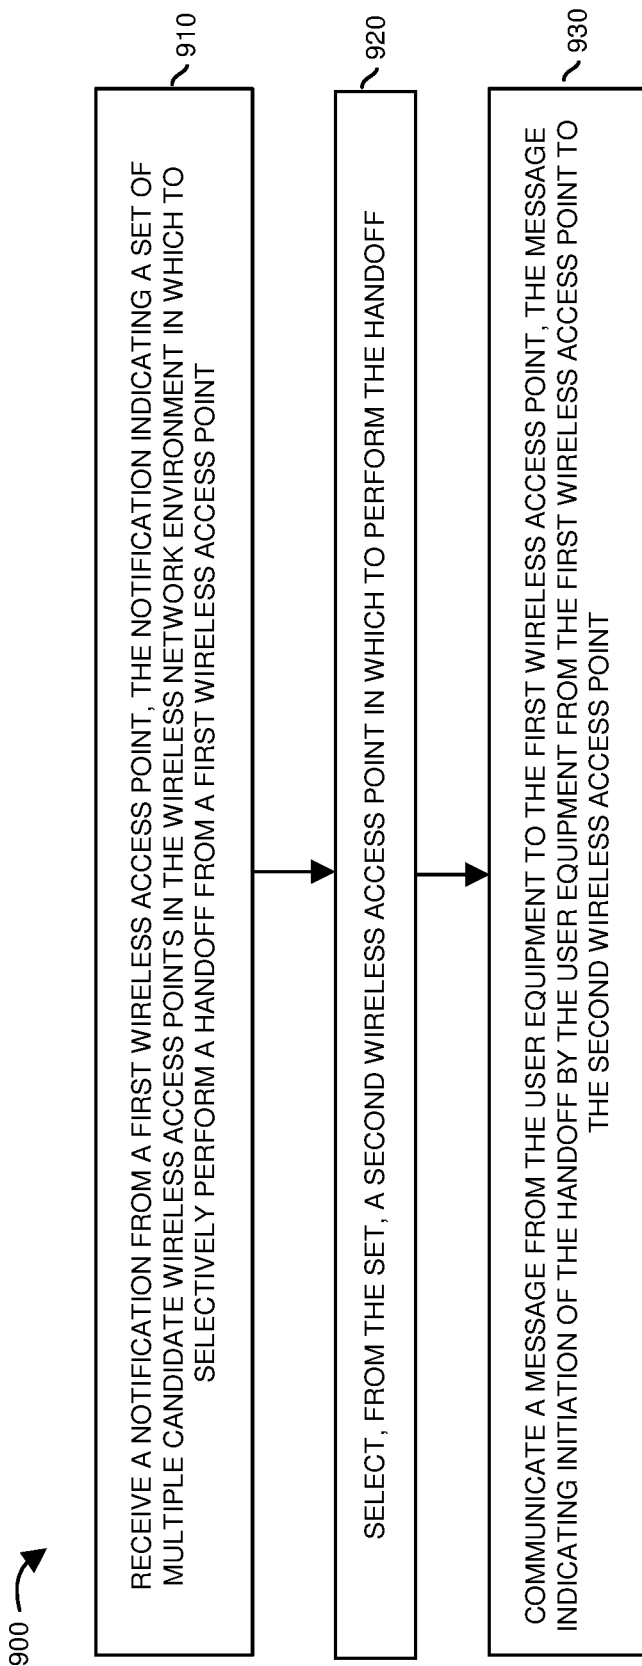 900
RECEIVE A NOTIFICATION FROM A FIRST WIRELESS ACCESS POINT, THE NOTIFICATION INDICATING A SET OF
MULTIPLE CANDIDATE WIRELESS ACCESS POINTS IN THE WIRELESS NETWORK ENVIRONMENT IN WHICH TO
SELECTIVELY PERFORM A HANDOFF FROM A FIRST WIRELESS ACCESS POINT
910
SELECT, FROM THE SET, A SECOND WIRELESS ACCESS POINT IN WHICH TO PERFORM THE HANDOFF
920
COMMUNICATE A MESSAGE FROM THE USER EQUIPMENT TO THE FIRST WIRELESS ACCESS POINT, THE MESSAGE
INDICATING INITIATION OF THE HANDOFF BY THE USER EQUIPMENT FROM THE FIRST WIRELESS ACCESS POINT TO
THE SECOND WIRELESS ACCESS POINT
930